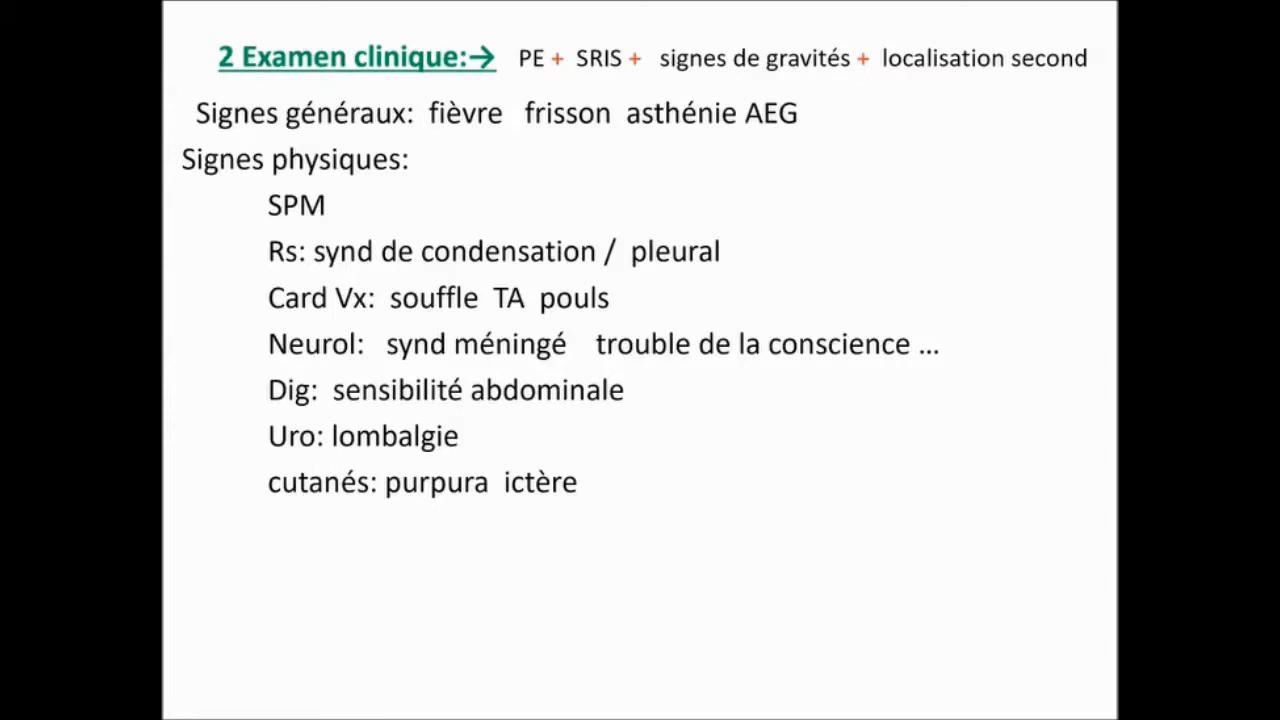 2 Examen clinique:→ PE + SRIS + signes de gravités + localisation second
Signes généraux: fièvre frisson asthénie AEG
Signes physiques:
SPM
Rs: synd de condensation / pleural
Card Vx: souffle TA pouls
Neurol: synd méningé trouble de la conscience ...
Dig: sensibilité abdominale
Uro: lombalgie
cutanés: purpura ictère